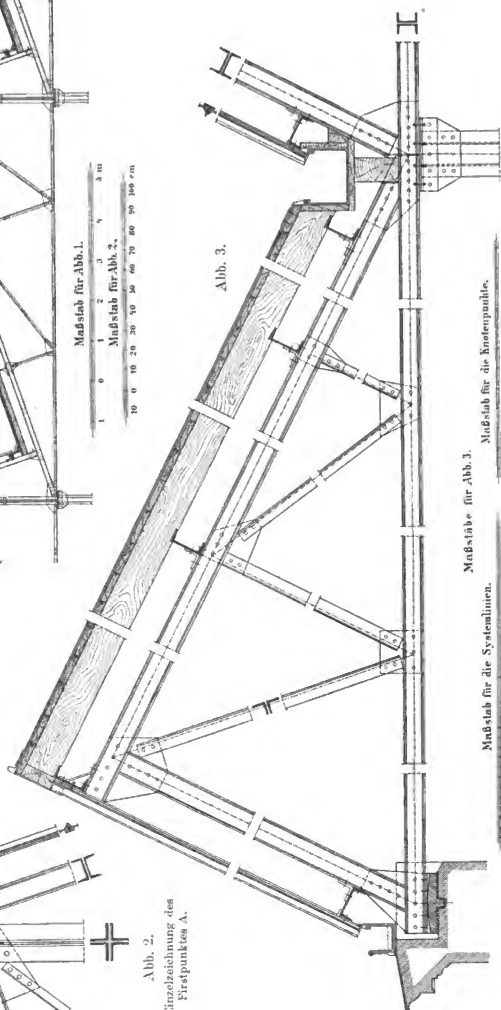 Maßstab für Abb. 1.
1 0 1 2 3 4 5 m
Maßstab für Abb. 2.
10 0 10 20 30 40 50 60 70 80 90 100 cm
Abb. 3.
Abb. 2.
Einzelzeichnung des
Firstpunktes A.
Maßstäbe für Abb. 3.
Maßstab für die Systemlinien.
Maßstab für die Knotenpunkte.